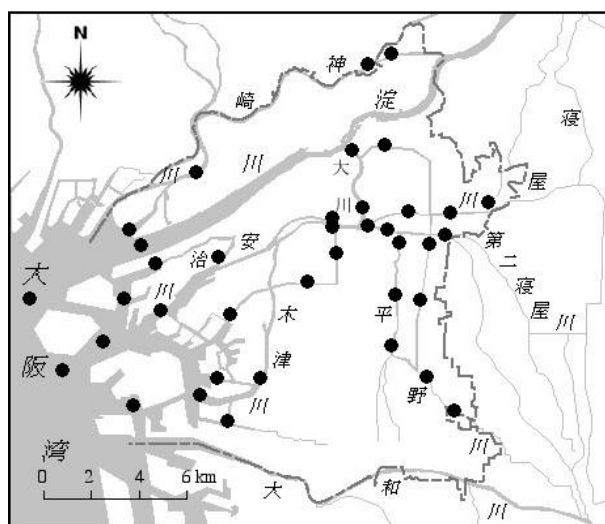 N
神崎川
淀川
大川
寝屋川
第二寝屋川
安治川
木津川
平野川
大阪湾
大和川
0 2 4 6 km